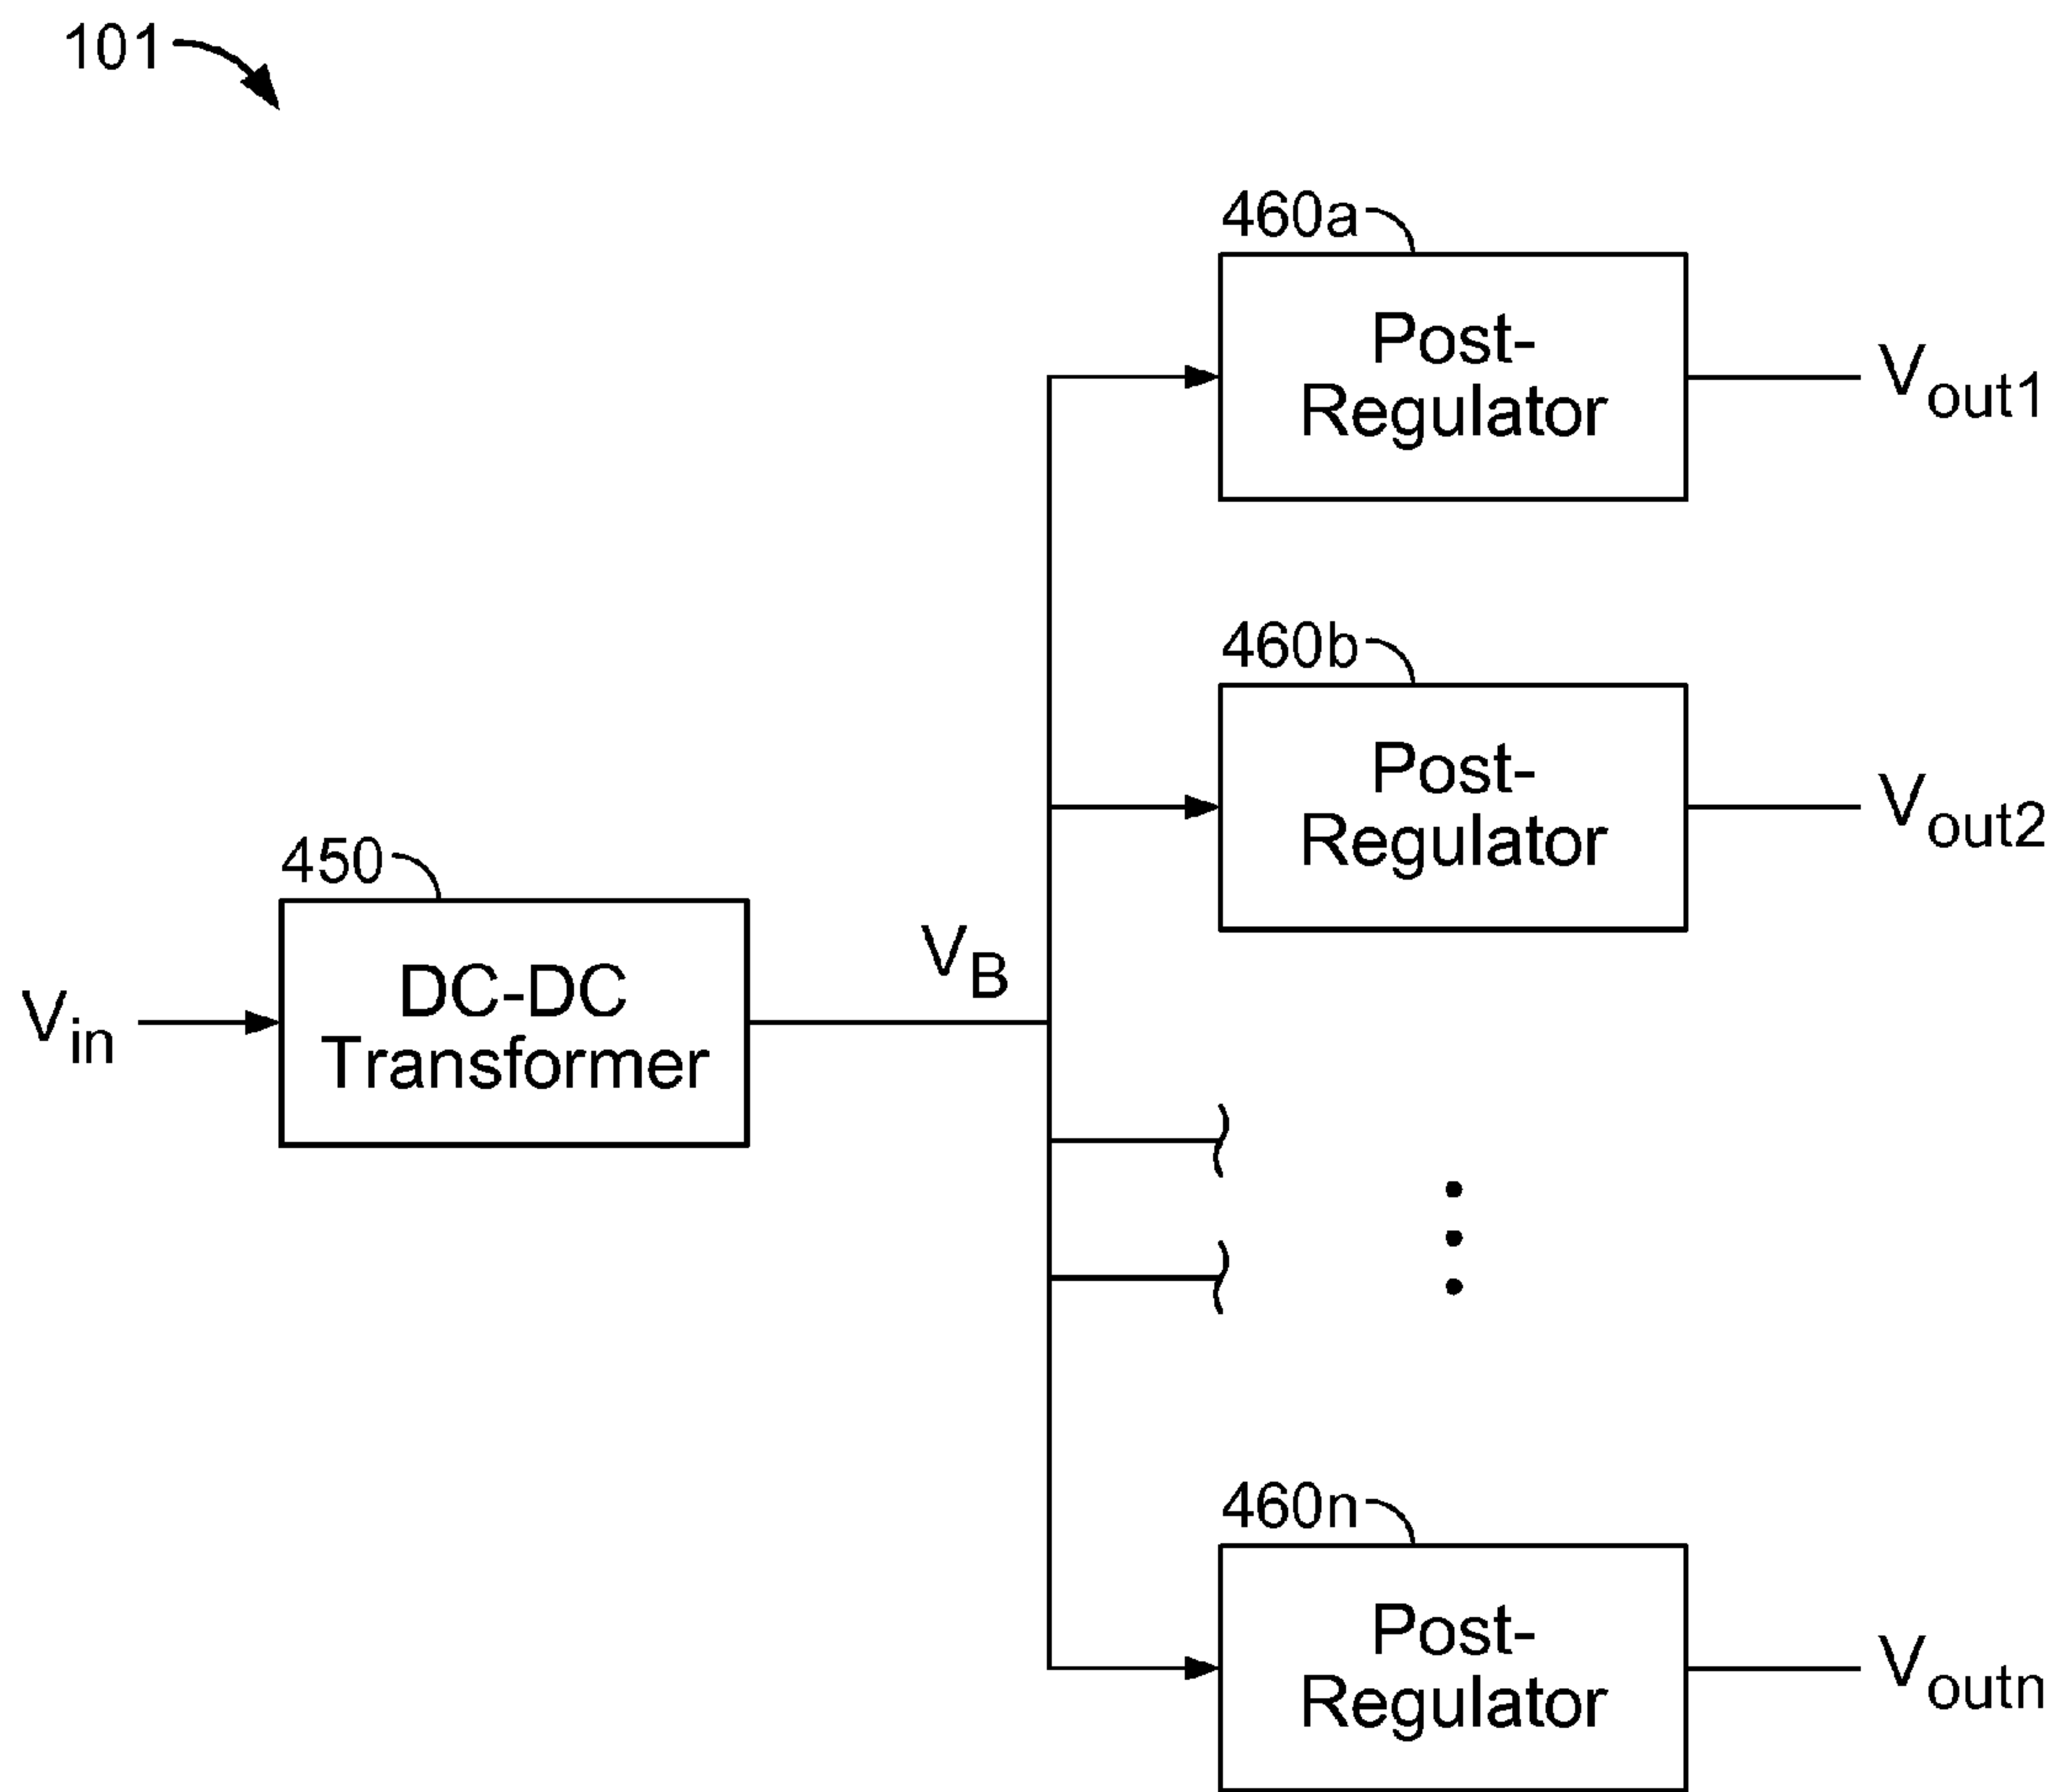 101
460a
Post-
Regulator
Vout1
460b
Post-
Regulator
Vout2
450
DC-DC
Transformer
Vin
VB
460n
Post-
Regulator
Voutn